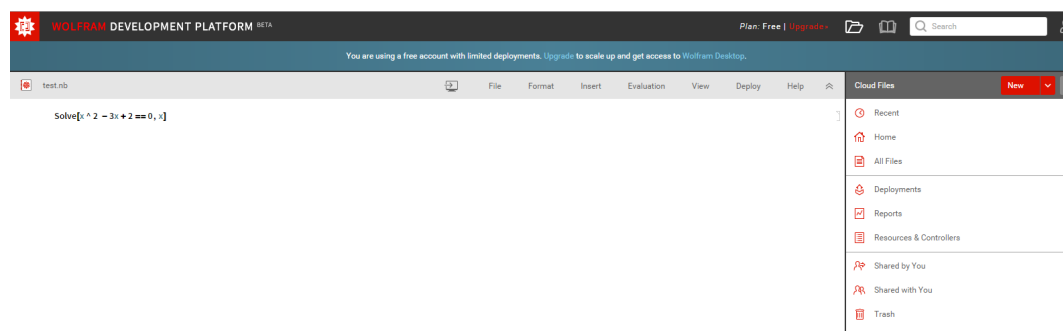 WOLFRAM DEVELOPMENT PLATFORM BETA
Plan: Free | Upgrade›
Search
You are using a free account with limited deployments. Upgrade to scale up and get access to Wolfram Desktop.
test.nb
File Format Insert Evaluation View Deploy Help
Cloud Files
New
Solve[x ^ 2 - 3x + 2 == 0, x]
Recent
Home
All Files
Deployments
Reports
Resources & Controllers
Shared by You
Shared with You
Trash